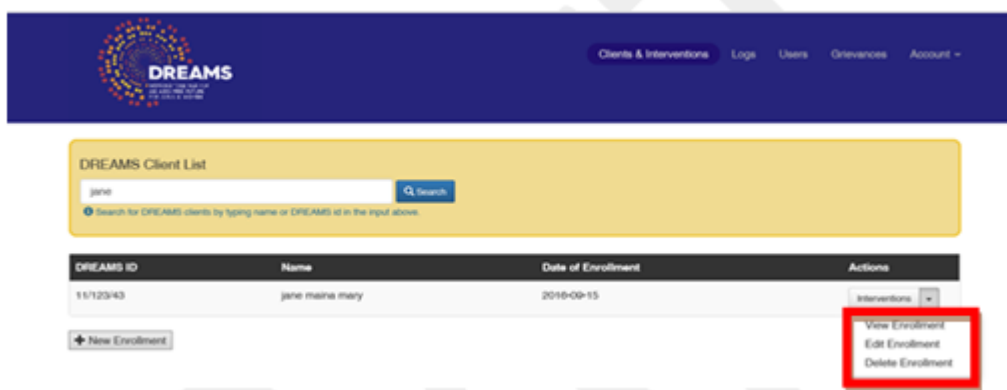 DREAMS
Clients & Interventions Logs Users Grievances Account
DREAMS Client List
jane Search
Search for DREAMS clients by typing name or DREAMS id in the input above.
DREAMS ID Name Date of Enrollment Actions
11/123/43 jane maina mary 2016-09-15 Interventions
View Enrollment
+ New Enrollment Edit Enrollment
Delete Enrollment